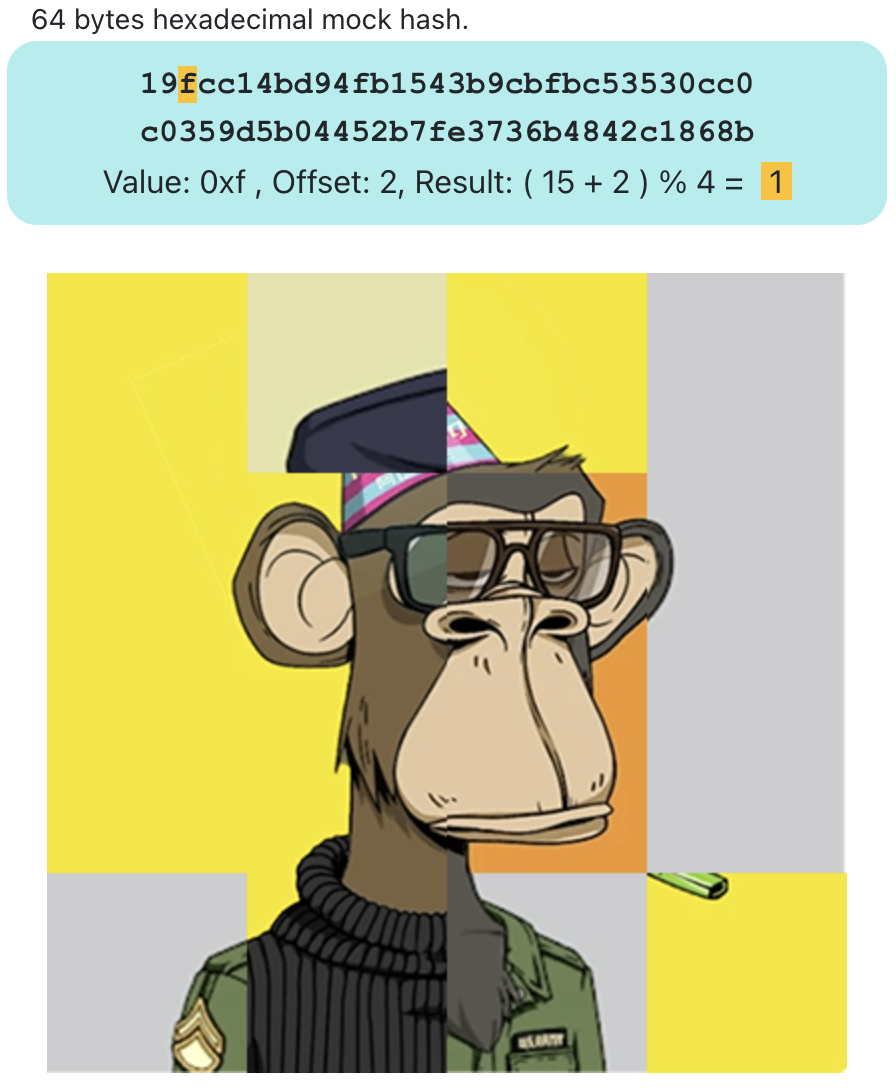 64 bytes hexadecimal mock hash.
19fcc14bd94fb1543b9cbfbc53530cc0
c0359d5b04452b7fe3736b4842c1868b
Value: 0xf , Offset: 2, Result: ( 15 + 2 ) % 4 = 1